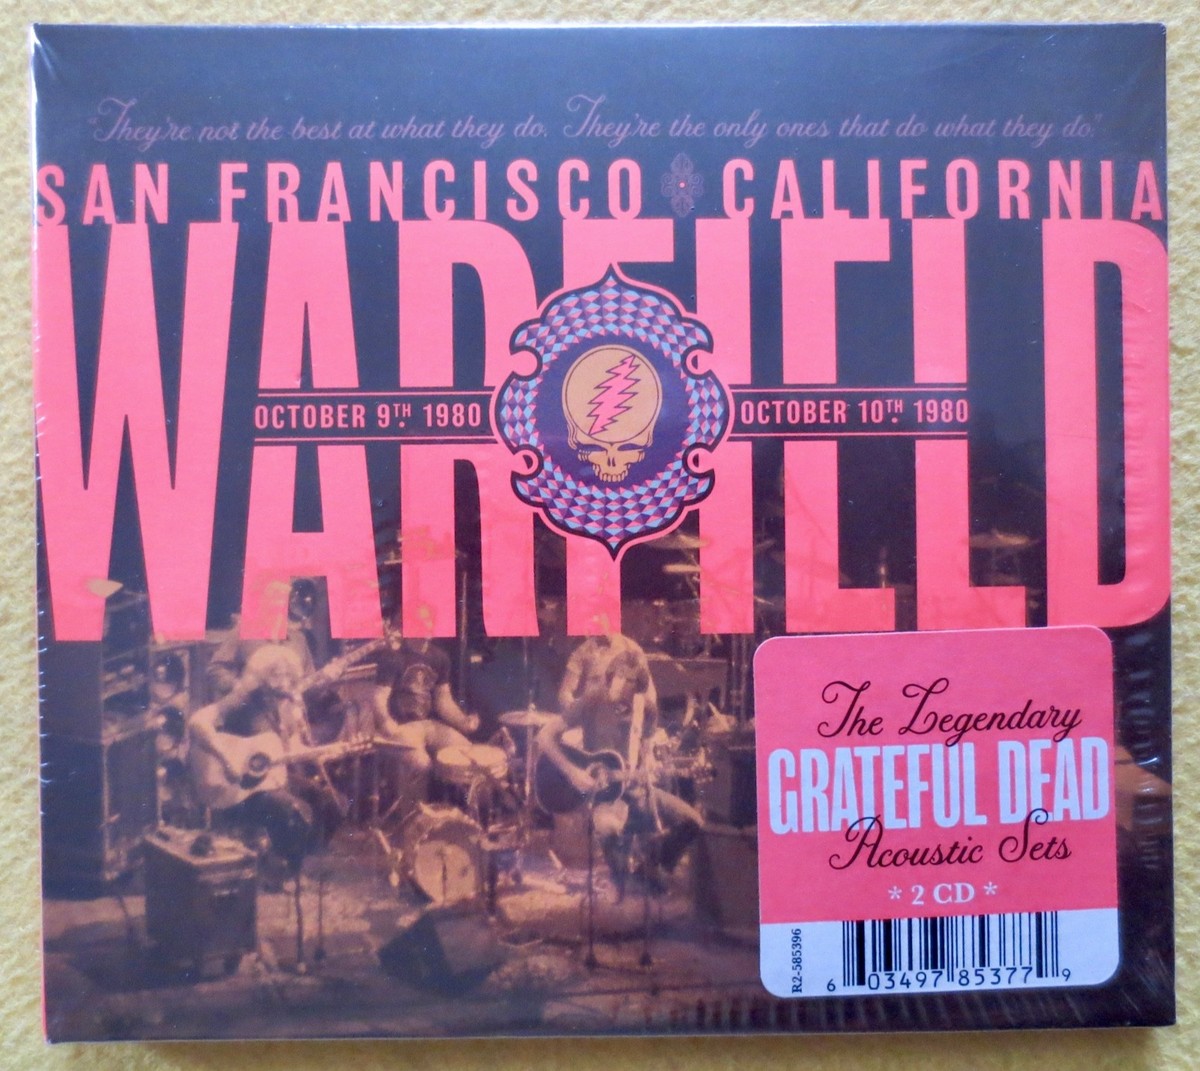 "They're not the best at what they do. They're the only ones that do what they do."
SAN FRANCISCO CALIFORNIA
WARFIELD
OCTOBER 9TH 1980 OCTOBER 10TH 1980
The Legendary
GRATEFUL DEAD
Acoustic Sets
* 2 CD *
R2-585396
6 03497 85377 9